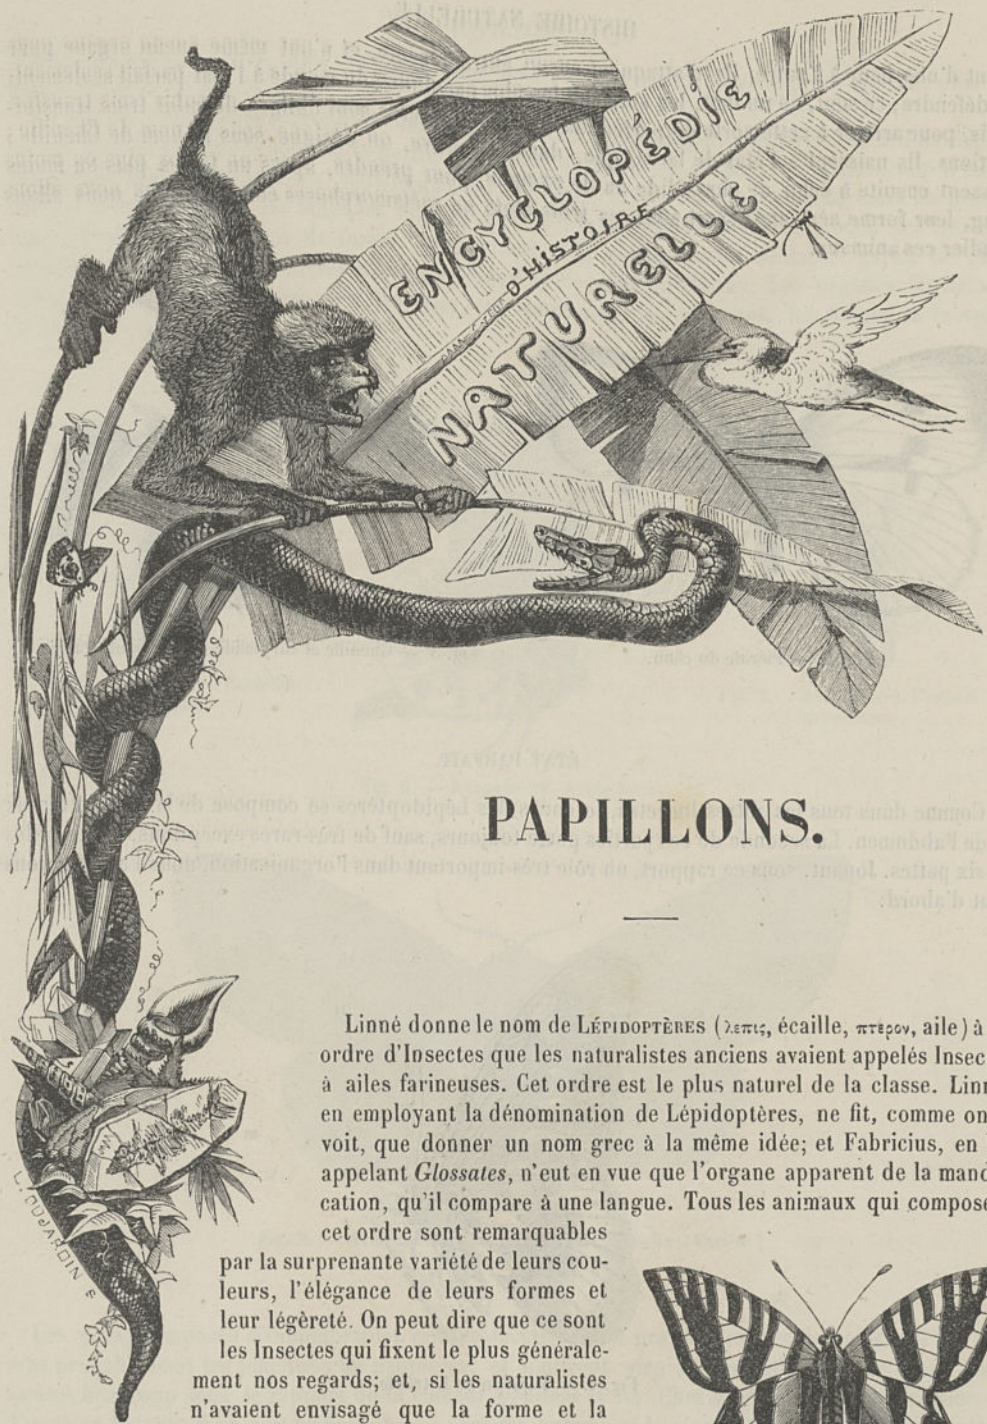 ENCYCLOPÉDIE
D'HISTOIRE
NATURELLE
PAPILLONS.
Linné donne le nom de LÉPIDOPTÈRES (λεπις, écaille, πτερον, aile) à
ordre d'Insectes que les naturalistes anciens avaient appelés Insec
à ailes farineuses. Cet ordre est le plus naturel de la classe. Linn
en employant la dénomination de Lépidoptères, ne fit, comme on
voit, que donner un nom grec à la même idée; et Fabricius, en
appelant Glossates, n'eut en vue que l'organe apparent de la mand
cation, qu'il compare à une langue. Tous les animaux qui compose
cet ordre sont remarquables
par la surprenante variété de leurs cou-
leurs, l'élégance de leurs formes et
leur légèreté. On peut dire que ce sont
les Insectes qui fixent le plus générale-
ment nos regards; et, si les naturalistes
n'avaient envisagé que la forme et la
L. DUJARDIN